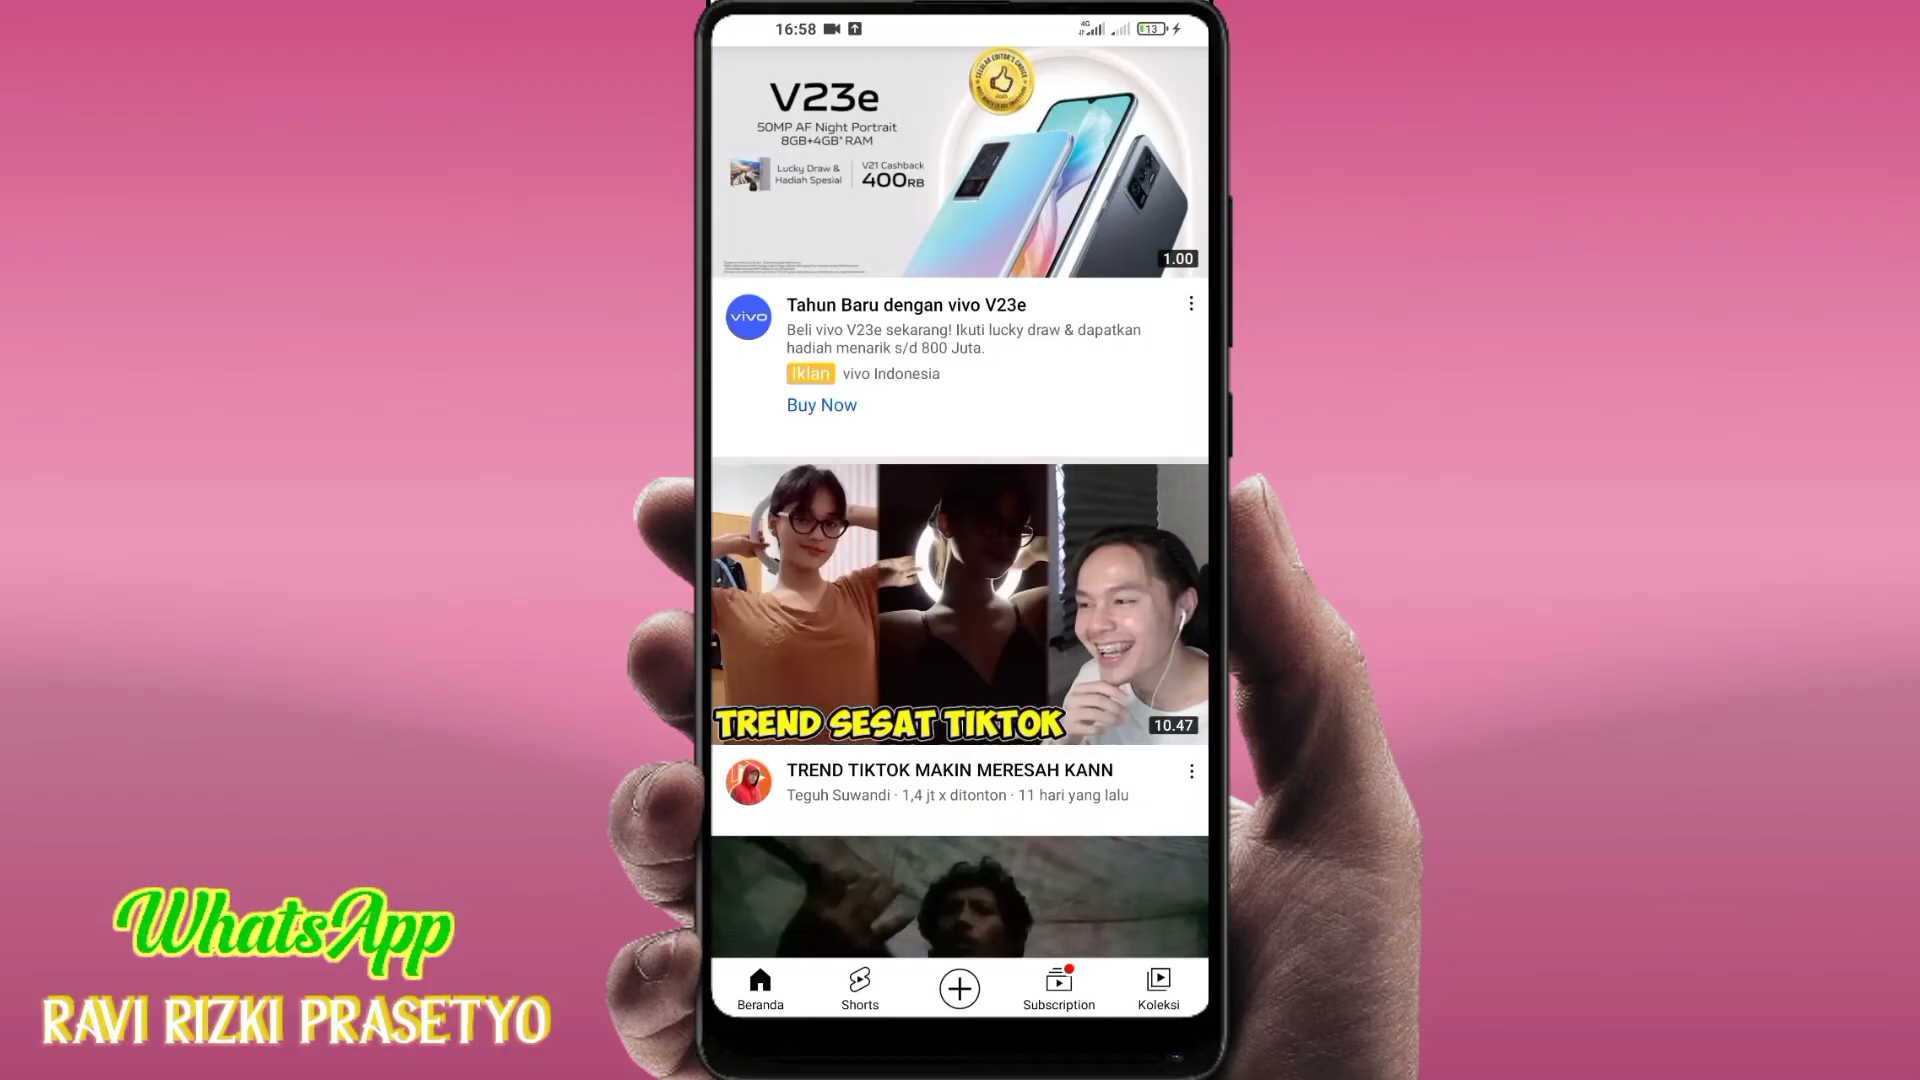 16:58
4G
13
V23e
50MP AF Night Portrait
8GB+4GB* RAM
Lucky Draw &
Hadiah Spesial
V21 Cashback
400RB
1.00
vivo
Tahun Baru dengan vivo V23e
Beli vivo V23e sekarang! Ikuti lucky draw & dapatkan
hadiah menarik s/d 800 Juta.
Iklan vivo Indonesia
Buy Now
TREND SESAT TIKTOK
10.47
TREND TIKTOK MAKIN MERESAH KANN
Teguh Suwandi · 1,4 jt x ditonton · 11 hari yang lalu
Beranda
Shorts
Subscription
Koleksi
WhatsApp
RAVI RIZKI PRASETYO